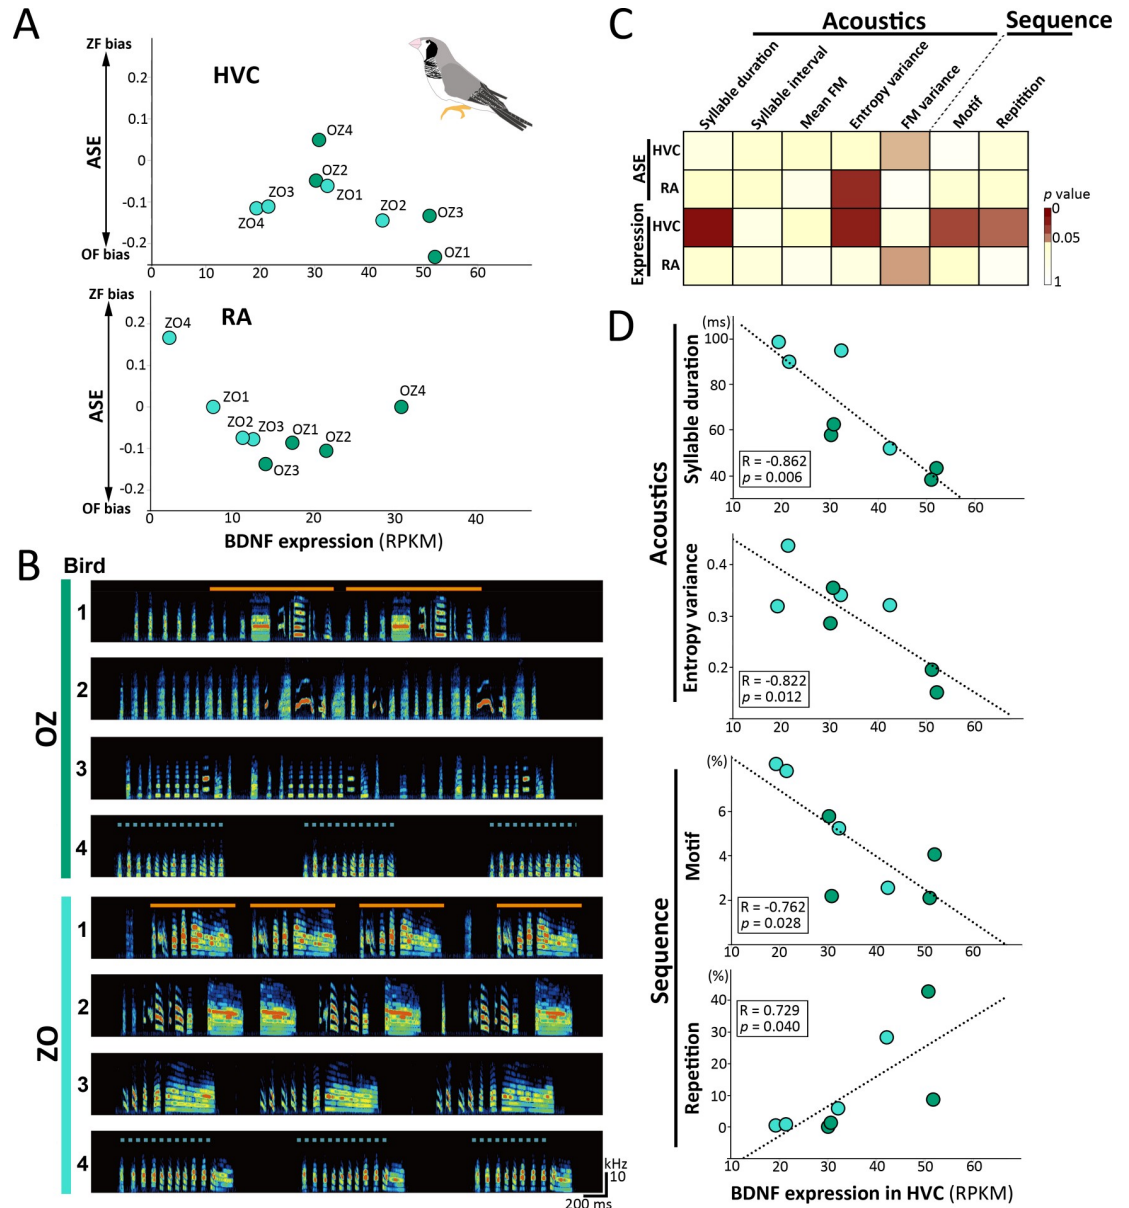 A
ZF bias
HVC
0.2
0.1
0
-0.1
-0.2
ASE
OF bias
OZ4
OZ2
ZO1
ZO3
ZO4
ZO2
OZ3
OZ1
0 10 20 30 40 50 60
ZF bias
RA
0.2
0.1
0
-0.1
-0.2
ASE
OF bias
ZO4
ZO1
ZO2
ZO3
OZ1
OZ2
OZ3
OZ4
0 10 20 30 40
BDNF expression (RPKM)
B
Bird
OZ
1
2
3
4
ZO
1
2
3
4
kHz
10
200 ms
C
Acoustics
Sequence
Syllable duration
Syllable interval
Mean FM
Entropy variance
FM variance
Motif
Repitition
ASE
HVC
RA
Expression
HVC
RA
p value
0
0.05
1
D
Acoustics
Syllable duration
(ms)
100
80
60
40
R = -0.862
p = 0.006
10 20 30 40 50 60
Entropy variance
0.4
0.3
0.2
R = -0.822
p = 0.012
10 20 30 40 50 60
Sequence
Motif
(%)
6
4
2
R = -0.762
p = 0.028
10 20 30 40 50 60
Repetition
(%)
40
30
20
10
0
R = 0.729
p = 0.040
10 20 30 40 50 60
BDNF expression in HVC (RPKM)